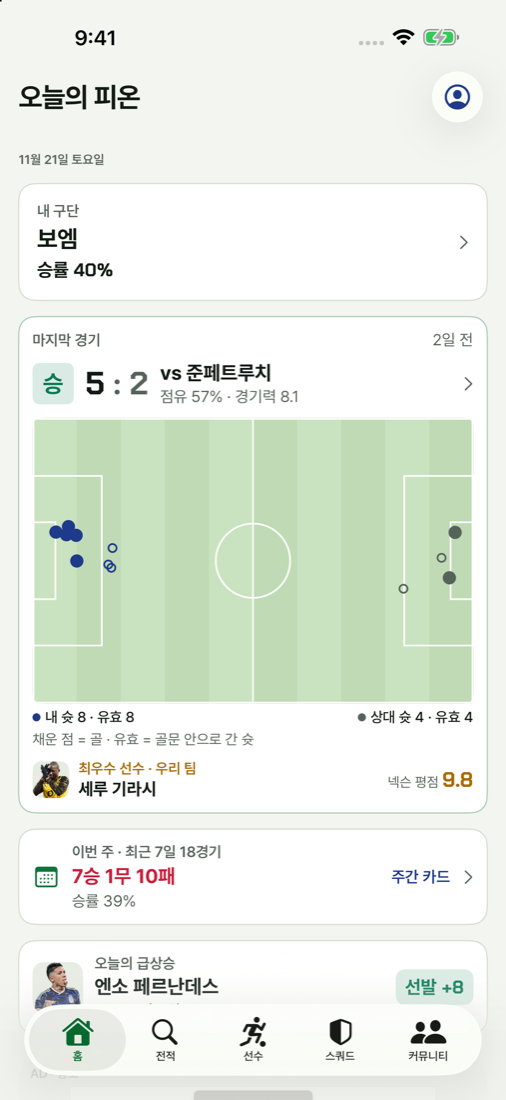 9:41
오늘의 피온
11월 21일 토요일
내 구단
보엠
승률 40%
마지막 경기
2일 전
승
5 : 2
vs 준페트루치
점유 57% · 경기력 8.1
내 슛 8 · 유효 8
상대 슛 4 · 유효 4
채운 점 = 골 · 유효 = 골문 안으로 간 슛
최우수 선수 · 우리 팀
세루 기라시
넥슨 평점 9.8
이번 주 · 최근 7일 18경기
7승 1무 10패
승률 39%
주간 카드
오늘의 급상승
엔소 페르난데스
선발 +8
홈
전적
선수
스쿼드
커뮤니티